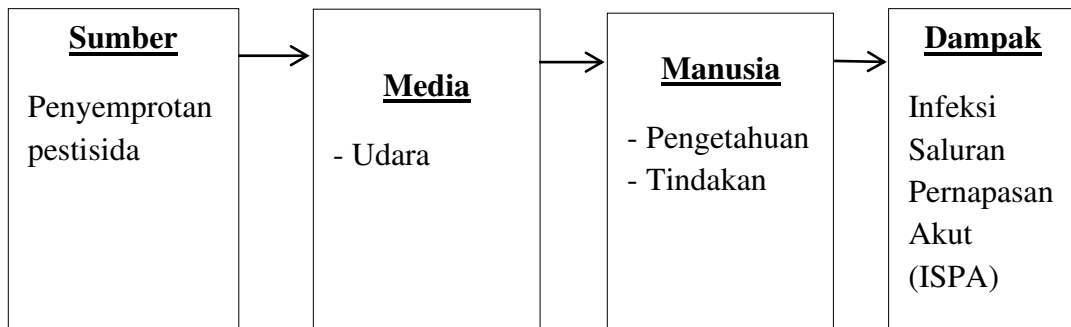 Sumber
Penyemprotan
pestisida
Media
- Udara
Manusia
- Pengetahuan
- Tindakan
Dampak
Infeksi
Saluran
Pernapasan
Akut
(ISPA)